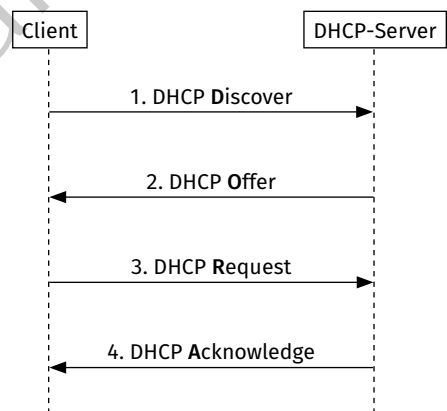 Client
DHCP-Server
1. DHCP Discover
2. DHCP Offer
3. DHCP Request
4. DHCP Acknowledge